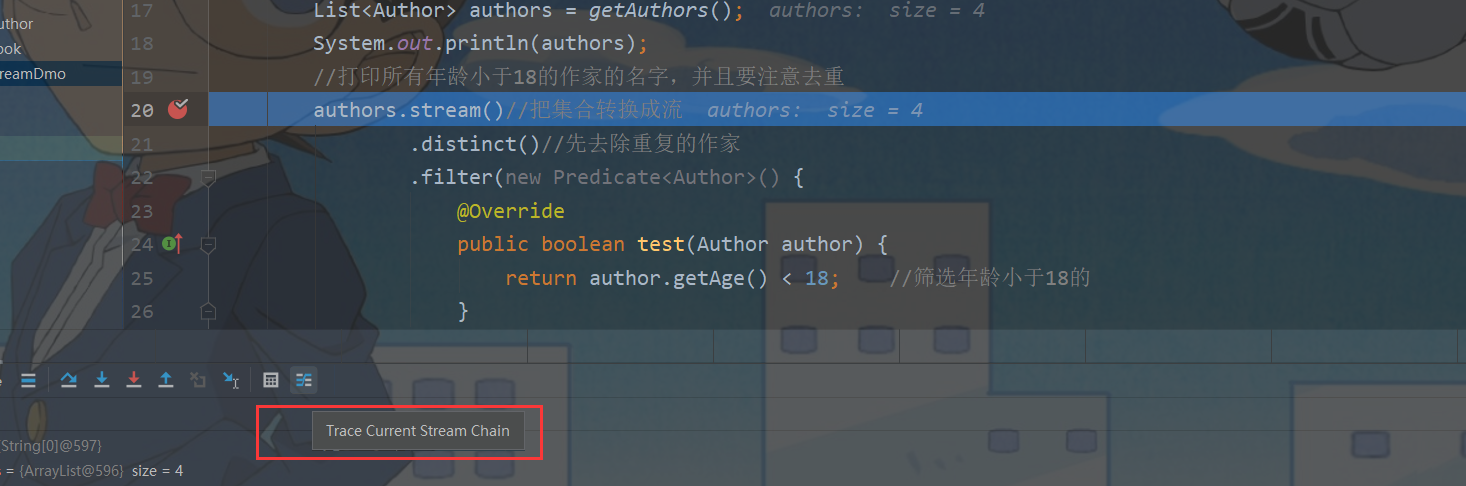 17 List<Author> authors = getAuthors(); authors: size = 4
uthor
18 System.out.println(authors);
ook
19 //打印所有年龄小于18的作家的名字，并且要注意去重
reamDmo
20 authors.stream()//把集合转换成流 authors: size = 4
21 .distinct()//先去除重复的作家
22 .filter(new Predicate<Author>() {
23 @Override
24 public boolean test(Author author) {
25 return author.getAge() < 18; //筛选年龄小于18的
26 }
Trace Current Stream Chain
{String[0]@597}
s = {ArrayList@596} size = 4